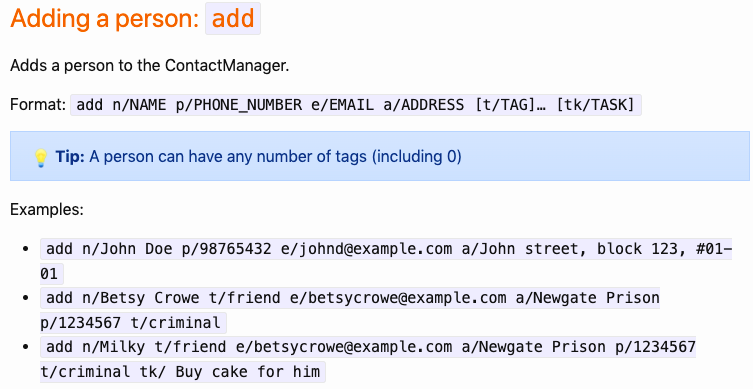 Adding a person: add
Adds a person to the ContactManager.
Format: add n/NAME p/PHONE_NUMBER e/EMAIL a/ADDRESS [t/TAG]… [tk/TASK]
Tip: A person can have any number of tags (including 0)
Examples:
add n/John Doe p/98765432 e/johnd@example.com a/John street, block 123, #01-
01
add n/Betsy Crowe t/friend e/betsycrowe@example.com a/Newgate Prison
p/1234567 t/criminal
add n/Milky t/friend e/betsycrowe@example.com a/Newgate Prison p/1234567
t/criminal tk/ Buy cake for him